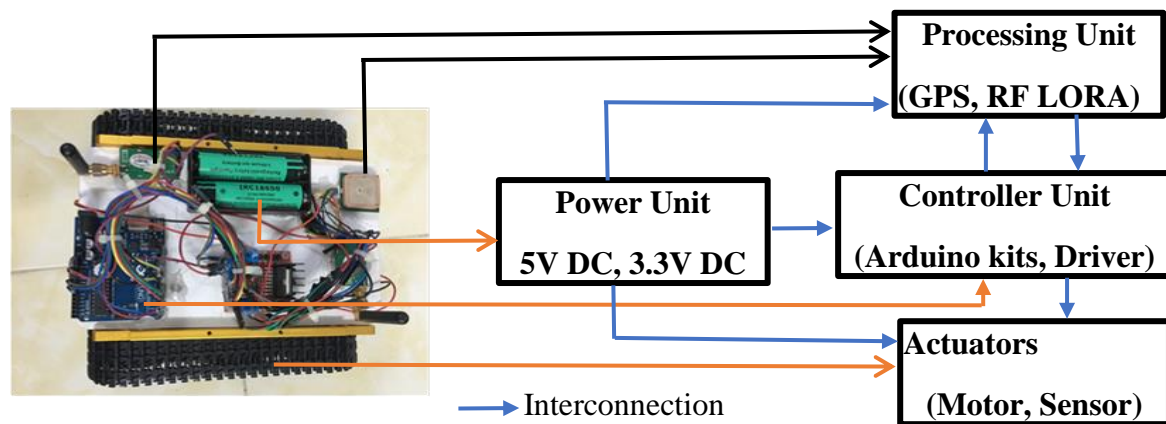 Processing Unit
(GPS, RF LORA)
Power Unit
5V DC, 3.3V DC
Controller Unit
(Arduino kits, Driver)
Actuators
(Motor, Sensor)
Interconnection